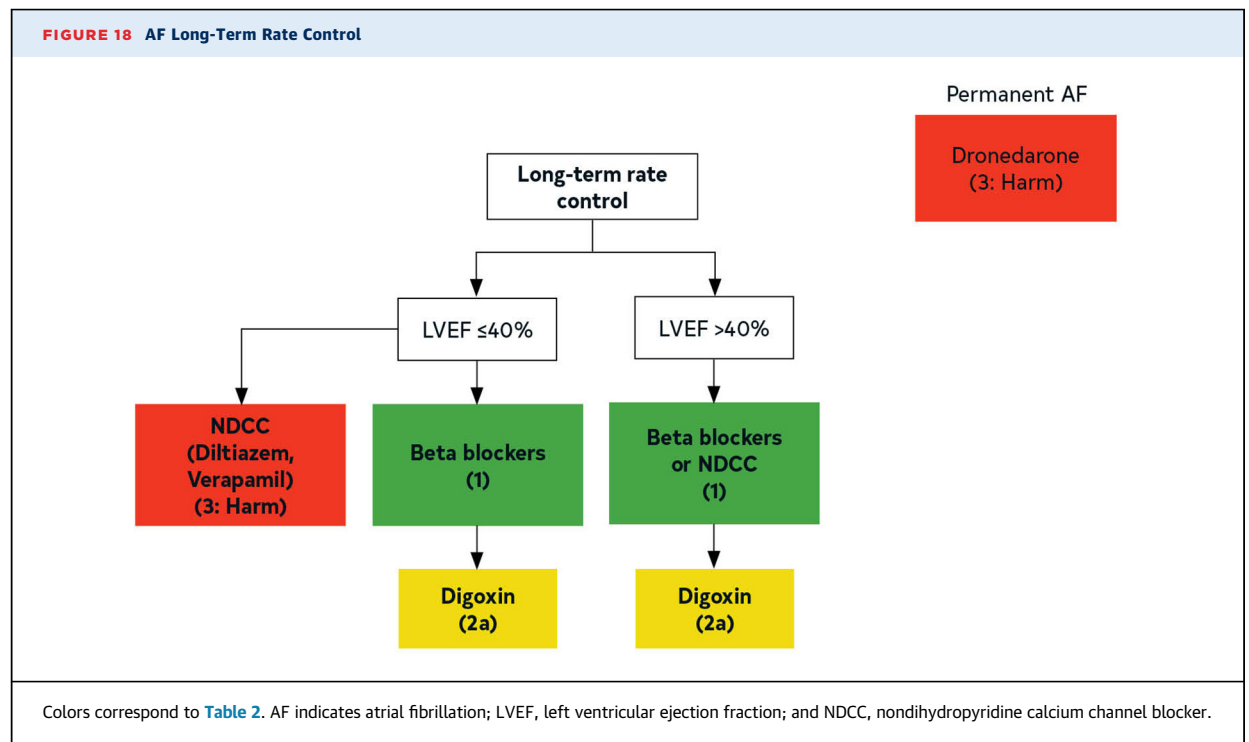 FIGURE 18 AF Long-Term Rate Control
Permanent AF
Dronedarone
(3: Harm)
Long-term rate
control
LVEF ≤40%
LVEF >40%
NDCC
(Diltiazem,
Verapamil)
(3: Harm)
Beta blockers
(1)
Beta blockers
or NDCC
(1)
Digoxin
(2a)
Digoxin
(2a)
Colors correspond to Table 2. AF indicates atrial fibrillation; LVEF, left ventricular ejection fraction; and NDCC, nondihydropyridine calcium channel blocker.